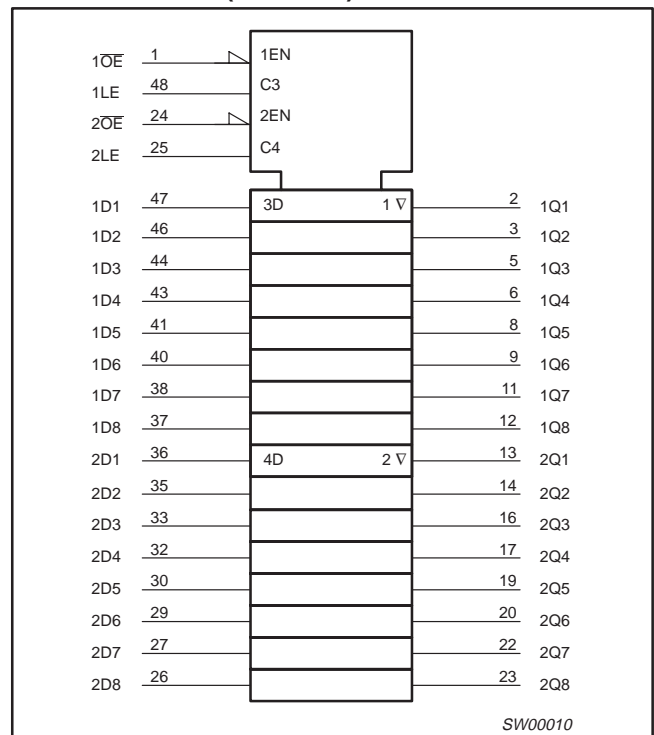 1O̅E̅ 1 1EN
1LE 48 C3
2O̅E̅ 24 2EN
2LE 25 C4
1D1 47 3D 1 ∇ 2 1Q1
1D2 46 3 1Q2
1D3 44 5 1Q3
1D4 43 6 1Q4
1D5 41 8 1Q5
1D6 40 9 1Q6
1D7 38 11 1Q7
1D8 37 12 1Q8
2D1 36 4D 2 ∇ 13 2Q1
2D2 35 14 2Q2
2D3 33 16 2Q3
2D4 32 17 2Q4
2D5 30 19 2Q5
2D6 29 20 2Q6
2D7 27 22 2Q7
2D8 26 23 2Q8
SW00010